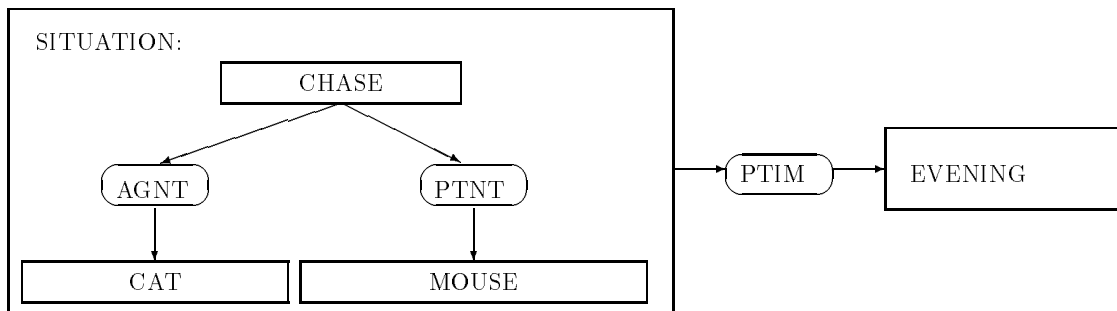 SITUATION:
CHASE
AGNT
PTNT
PTIM
EVENING
CAT
MOUSE